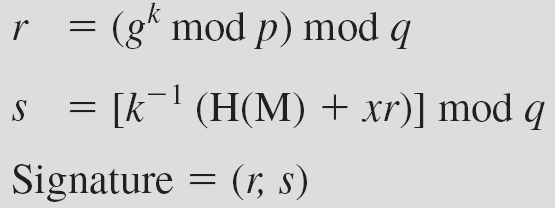 r = (g^k mod p) mod q
s = [k^−1 (H(M) + xr)] mod q
Signature = (r, s)